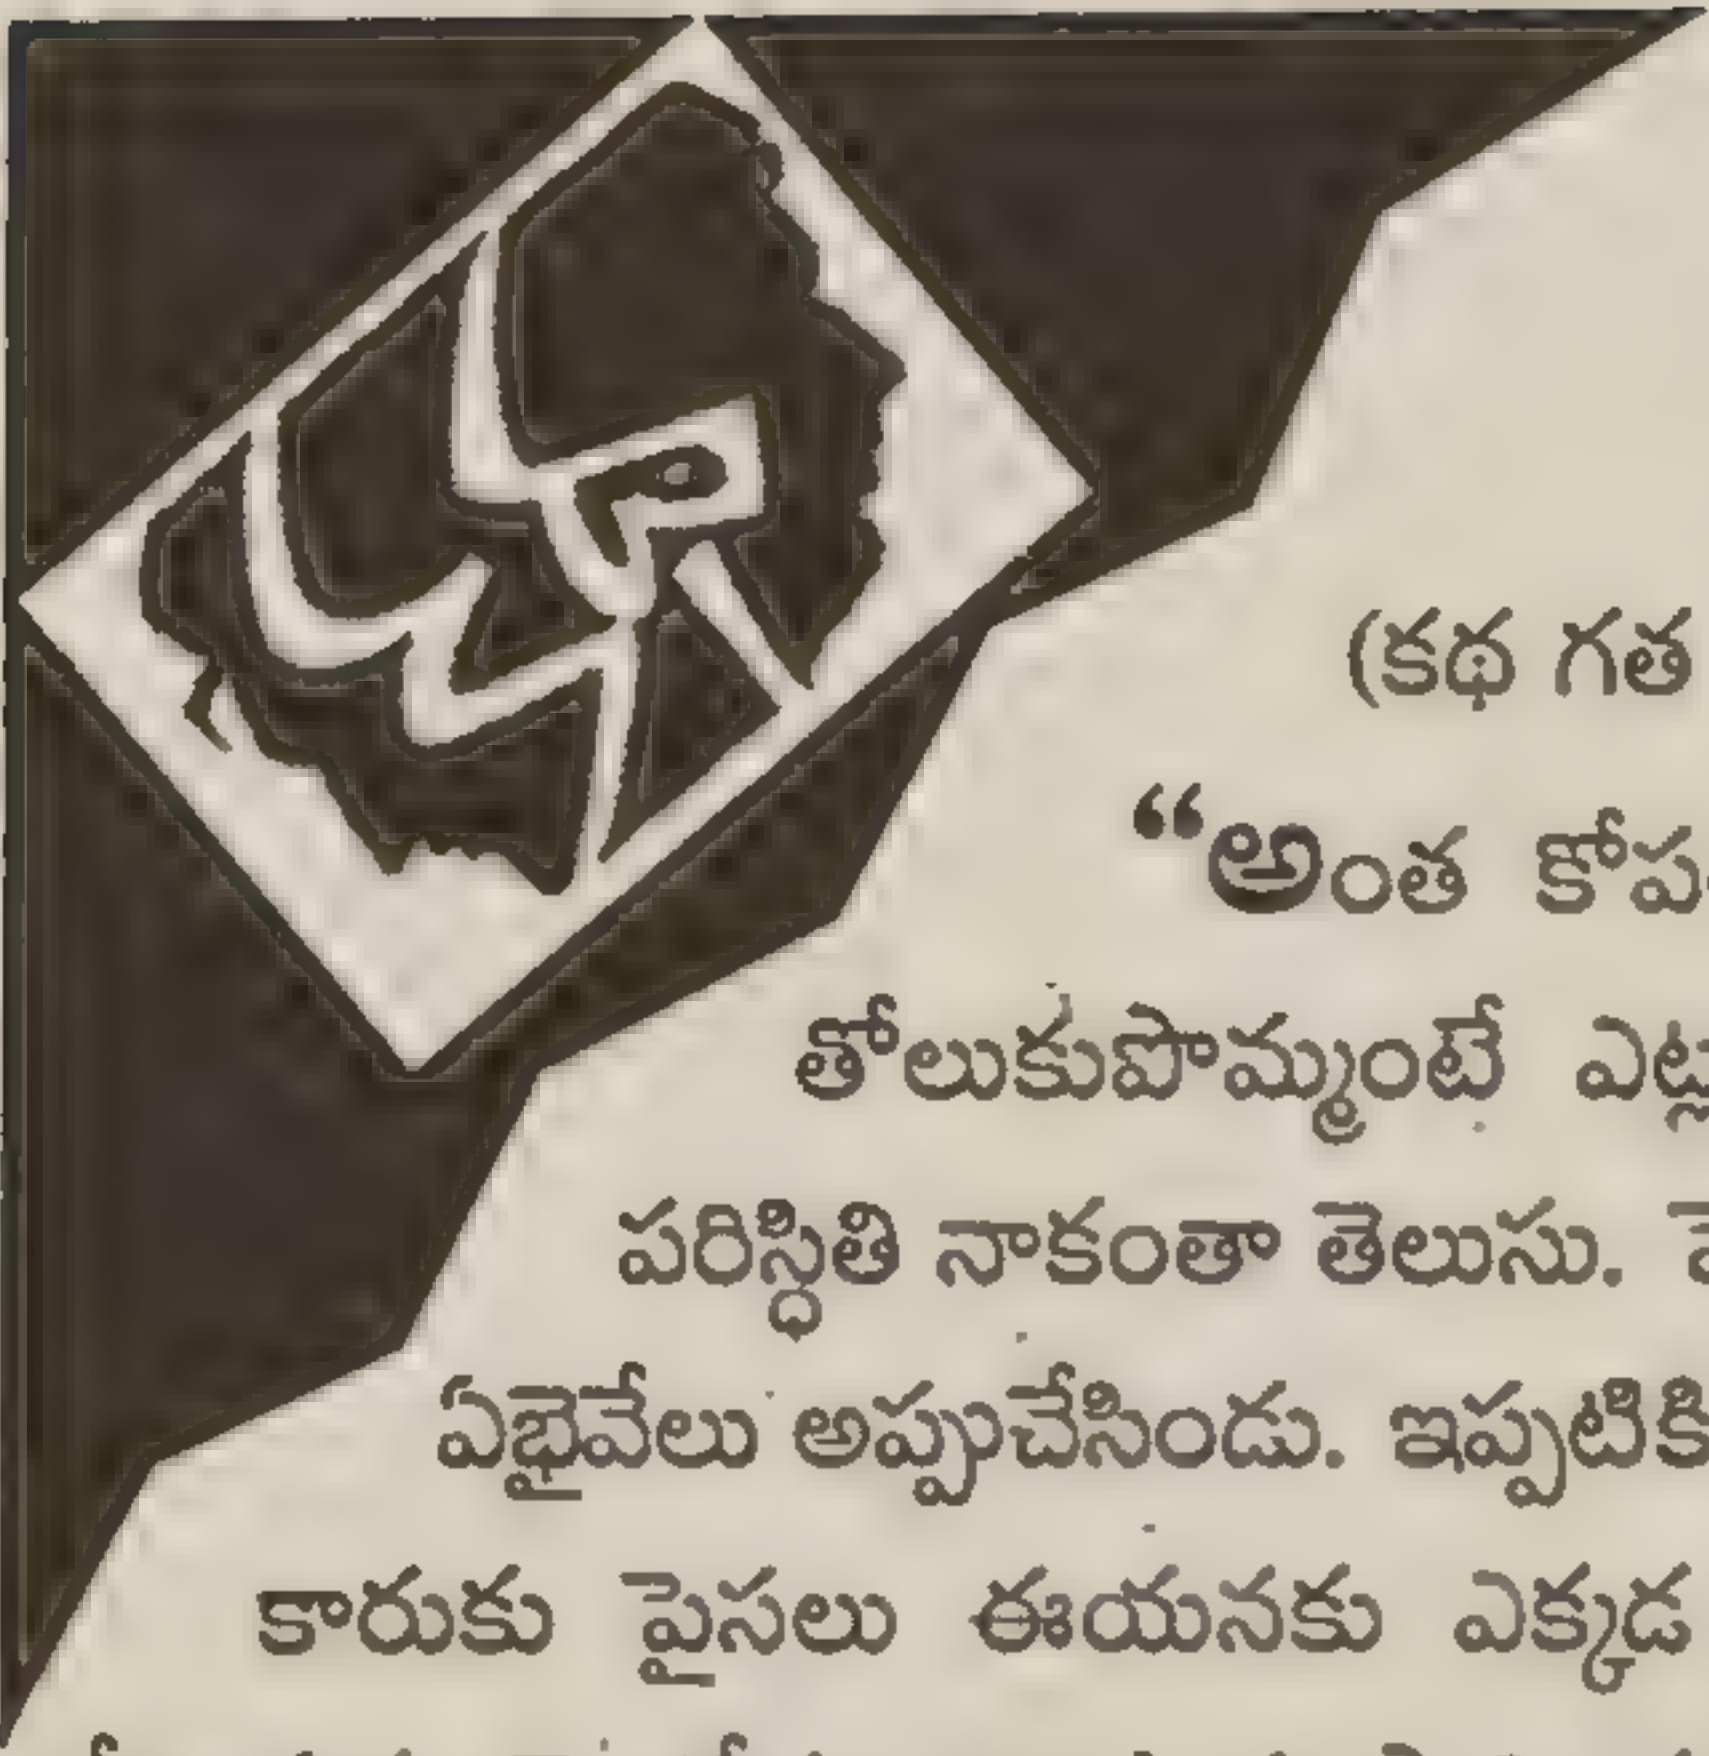 (కథ గత
“అంత కోప
తోలుకుపొమ్మంటే ఎట్ల
పరిస్థితి నాకంతా తెలుసు.
ఏభైవేలు అప్పుచేసిండు. ఇప్పటికి
కారుకు పైసలు ఈయనకు ఎక్కడ